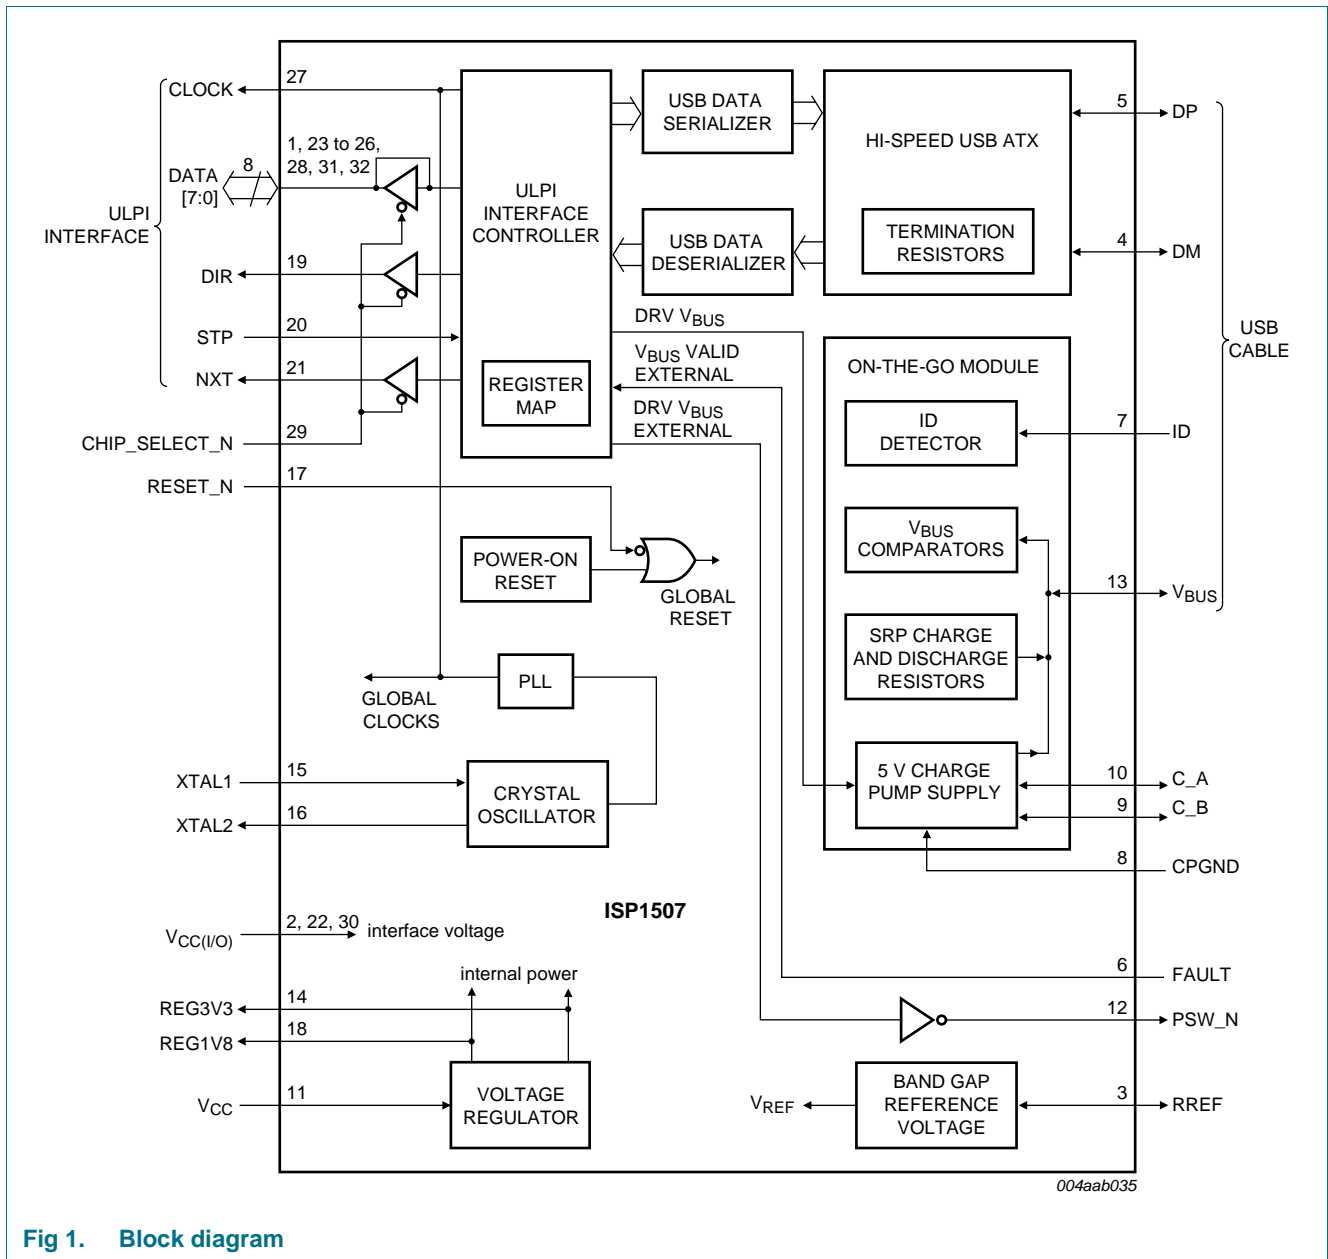 CLOCK
27
1, 23 to 26,
28, 31, 32
DATA
[7:0]
8
ULPI
INTERFACE
DIR
19
STP
20
NXT
21
CHIP_SELECT_N
29
RESET_N
17
ULPI
INTERFACE
CONTROLLER
REGISTER
MAP
USB DATA
SERIALIZER
USB DATA
DESERIALIZER
HI-SPEED USB ATX
TERMINATION
RESISTORS
5
DP
4
DM
USB
CABLE
DRV VBUS
VBUS VALID
EXTERNAL
DRV VBUS
EXTERNAL
ON-THE-GO MODULE
ID
DETECTOR
7
ID
VBUS
COMPARATORS
13
VBUS
SRP CHARGE
AND DISCHARGE
RESISTORS
5 V CHARGE
PUMP SUPPLY
10
C_A
9
C_B
8
CPGND
POWER-ON
RESET
GLOBAL
RESET
PLL
GLOBAL
CLOCKS
XTAL1
15
XTAL2
16
CRYSTAL
OSCILLATOR
ISP1507
VCC(I/O)
2, 22, 30
interface voltage
internal power
REG3V3
14
REG1V8
18
VCC
11
VOLTAGE
REGULATOR
6
FAULT
12
PSW_N
VREF
BAND GAP
REFERENCE
VOLTAGE
3
RREF
004aab035
Fig 1. Block diagram